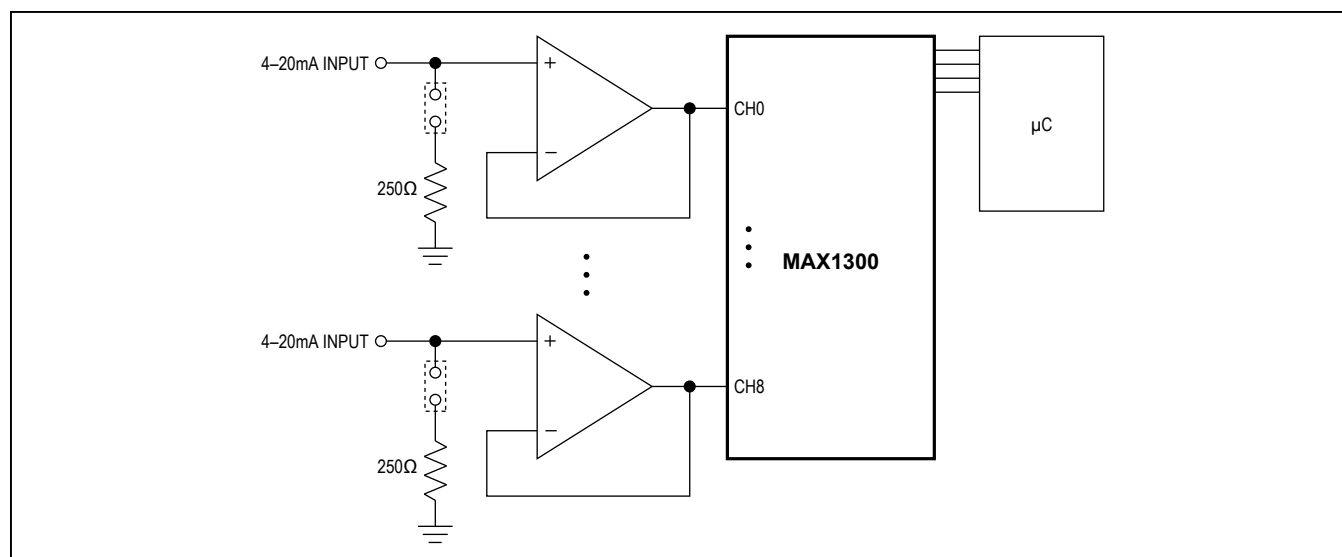 4–20mA INPUT
+
−
250Ω
CH0
MAX1300
µC
4–20mA INPUT
+
−
250Ω
CH8